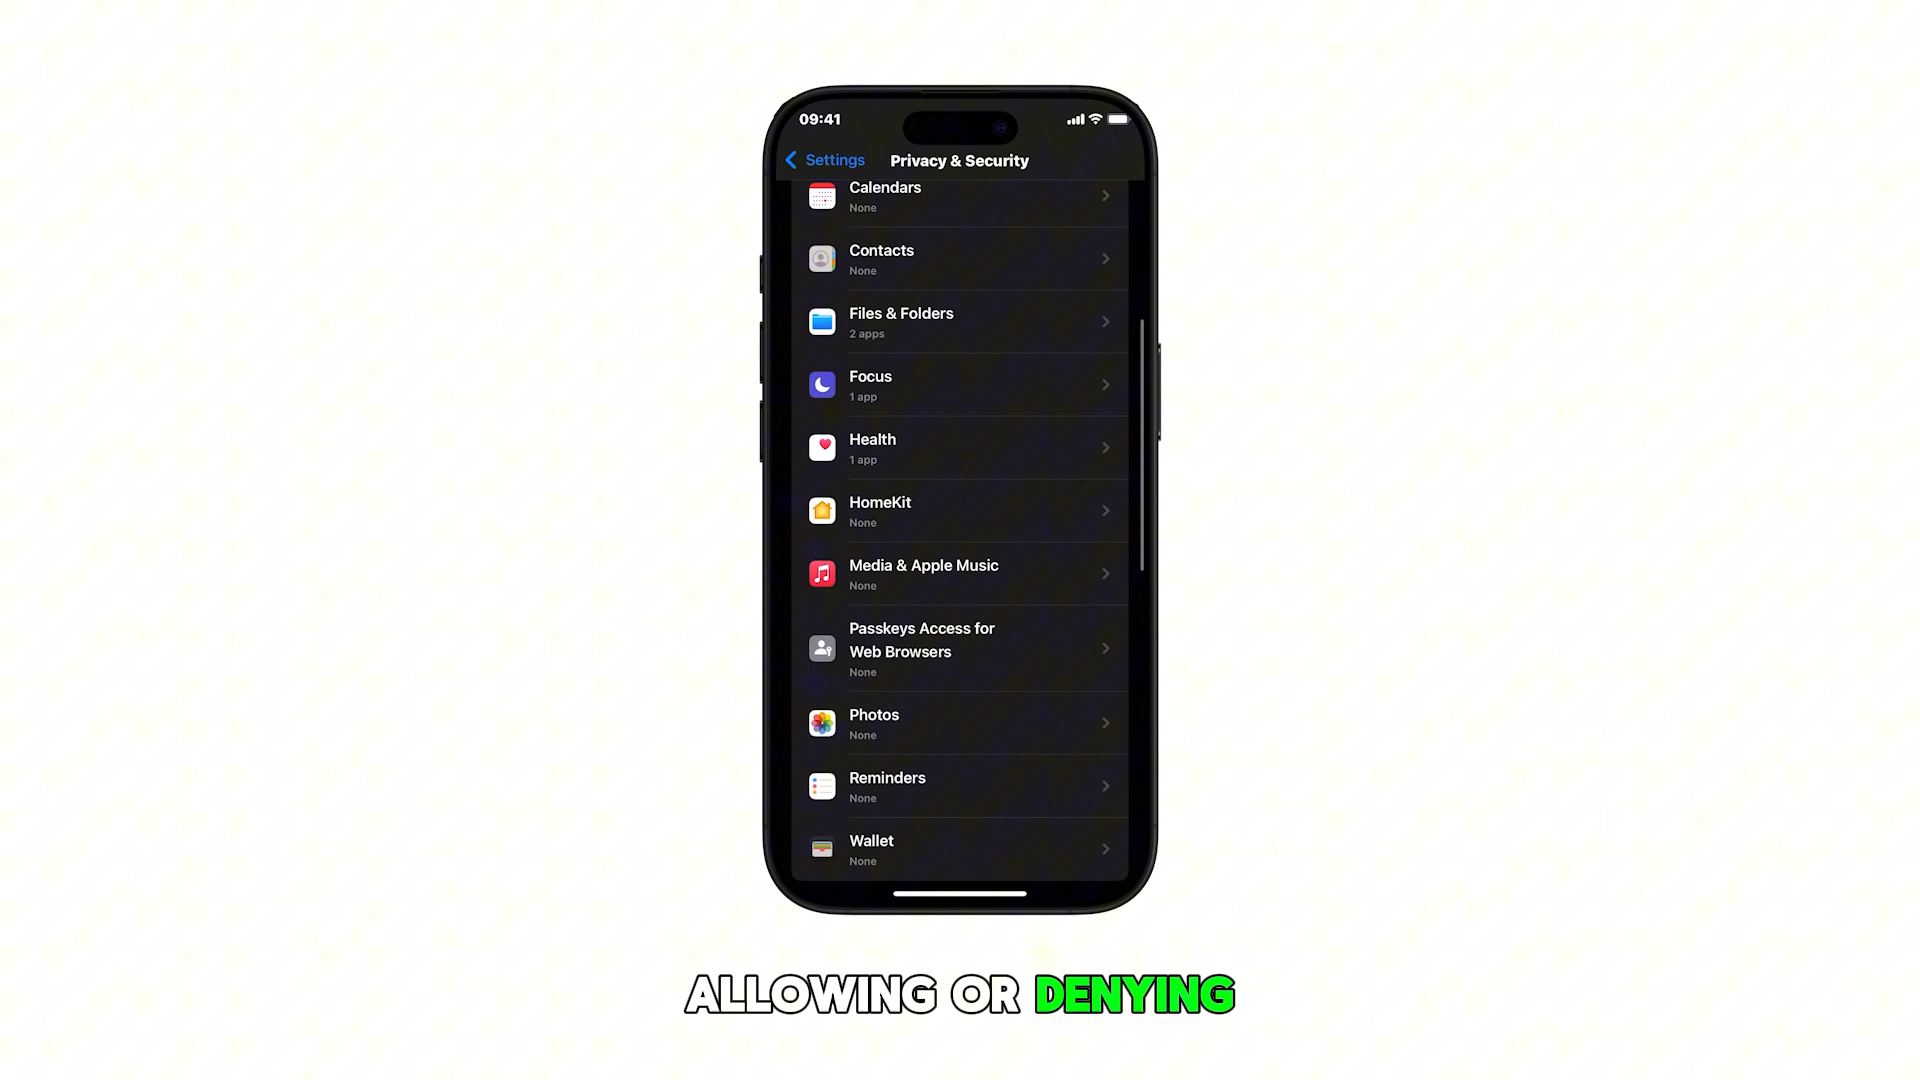 09:41
Settings
Privacy & Security
Calendars
None
Contacts
None
Files & Folders
2 apps
Focus
1 app
Health
1 app
HomeKit
None
Media & Apple Music
None
Passkeys Access for
Web Browsers
None
Photos
None
Reminders
None
Wallet
None
ALLOWING OR DENYING